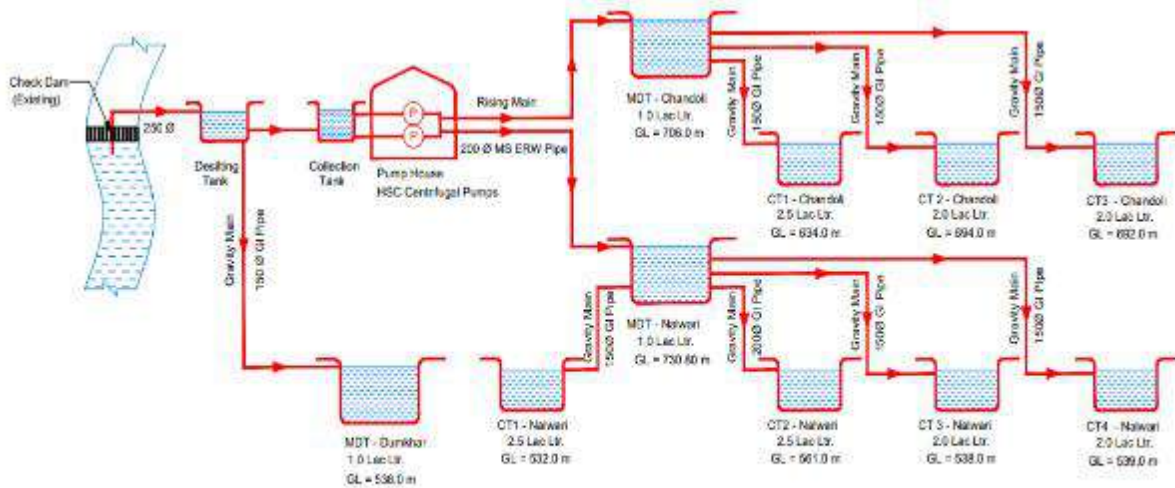 Check Dam
(Existing)
250 Ø
Desilting
Tank
Collection
Tank
P
P
Pump House
HSC Centrifugal Pumps
Rising Main
200 Ø MS ERW Pipe
Gravity Main
150 Ø GI Pipe
MDT - Chandoli
1.0 Lac Ltr.
GL = 706.0 m
Gravity Main
150Ø GI Pipe
Gravity Main
150Ø GI Pipe
Gravity Main
150Ø GI Pipe
CT1 - Chandoli
2.5 Lac Ltr.
GL = 634.0 m
CT 2 - Chandoli
2.0 Lac Ltr.
GL = 694.0 m
CT3 - Chandoli
2.0 Lac Ltr.
GL = 692.0 m
MDT - Nalwari
1.0 Lac Ltr.
GL = 730.80 m
Gravity Main
150Ø GI Pipe
Gravity Main
200Ø GI Pipe
Gravity Main
150Ø GI Pipe
Gravity Main
150Ø GI Pipe
MDT - Dumkhar
1.0 Lac Ltr.
GL = 538.0 m
CT1 - Nalwari
2.5 Lac Ltr.
GL = 532.0 m
CT2 - Nalwari
2.5 Lac Ltr.
GL = 561.0 m
CT 3 - Nalwari
2.0 Lac Ltr.
GL = 538.0 m
CT4 - Nalwari
2.0 Lac Ltr.
GL = 539.0 m